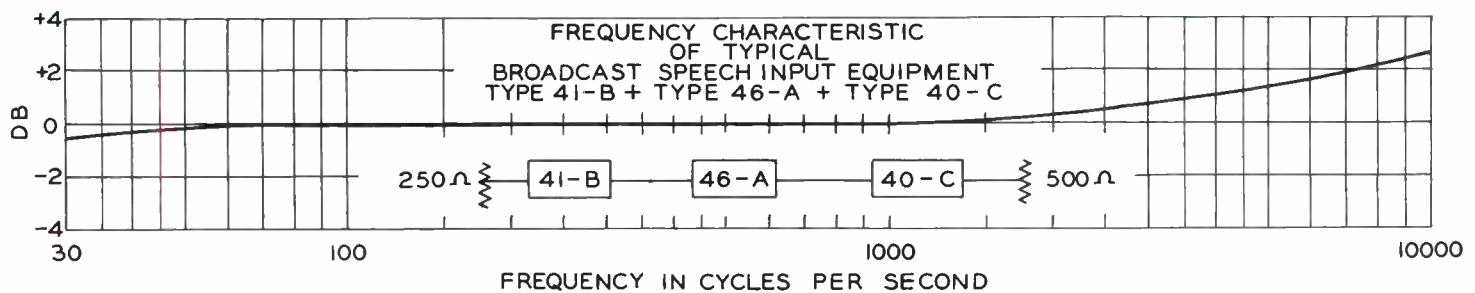 +4
FREQUENCY CHARACTERISTIC
OF TYPICAL
BROADCAST SPEECH INPUT EQUIPMENT
TYPE 41-B + TYPE 46-A + TYPE 40-C
+2
DB
0
-2
-4
250Ω
41-B
46-A
40-C
500Ω
30
100
1000
10000
FREQUENCY IN CYCLES PER SECOND